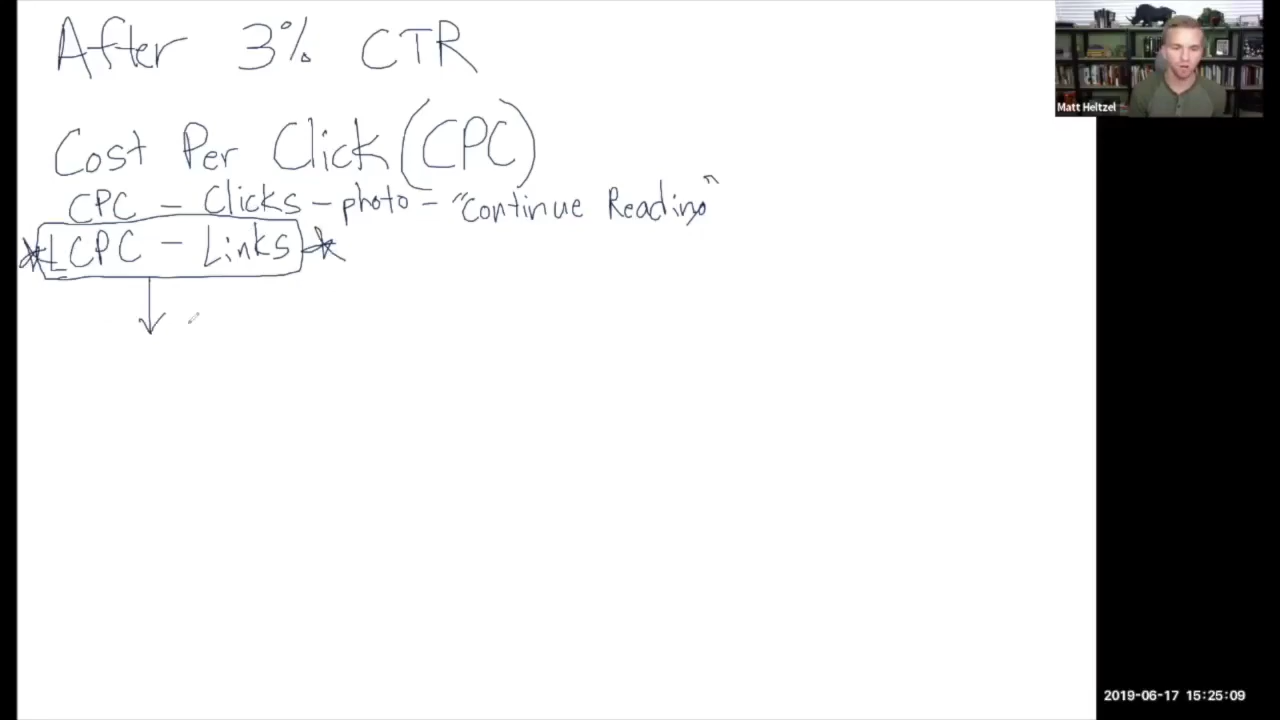 After 3% CTR
Cost Per Click (CPC)
CPC - Clicks - photo - "Continue Reading"
LCPC - Links
Matt Heltzel
2019-06-17 15:25:09